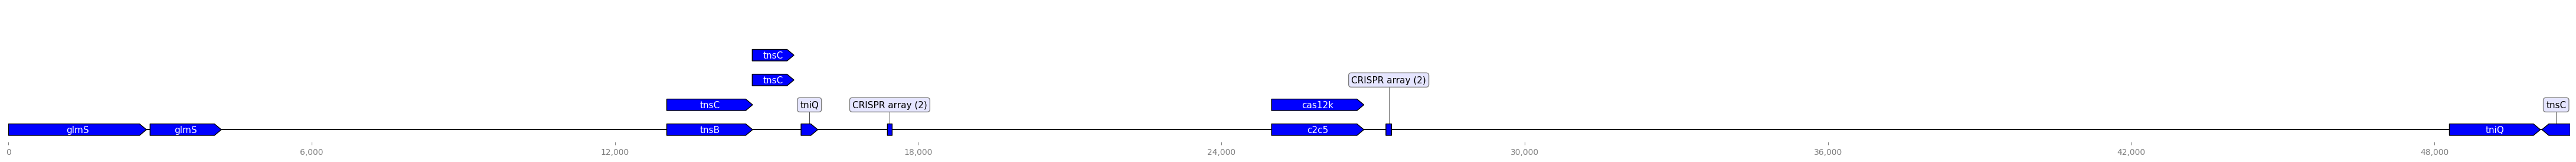 tnsC
tnsC
CRISPR array (2)
tnsC
tniQ
CRISPR array (2)
cas12k
tnsC
glmS
glmS
tnsB
c2c5
tniQ
0
6,000
12,000
18,000
24,000
30,000
36,000
42,000
48,000